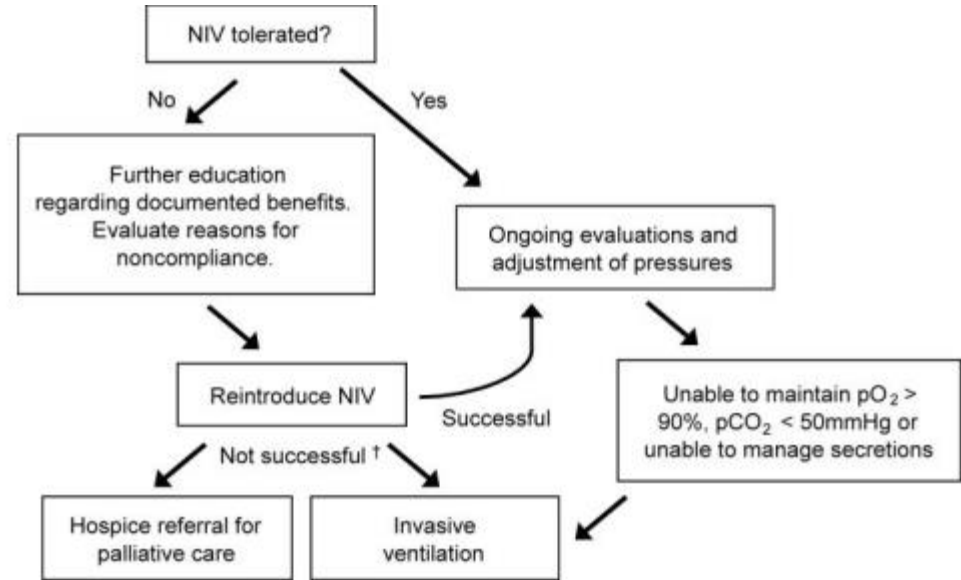 NIV tolerated?
No
Yes
Further education
regarding documented benefits.
Evaluate reasons for
noncompliance.
Ongoing evaluations and
adjustment of pressures
Reintroduce NIV
Successful
Unable to maintain pO₂ >
90%, pCO₂ < 50mmHg or
unable to manage secretions
Not successful †
Hospice referral for
palliative care
Invasive
ventilation